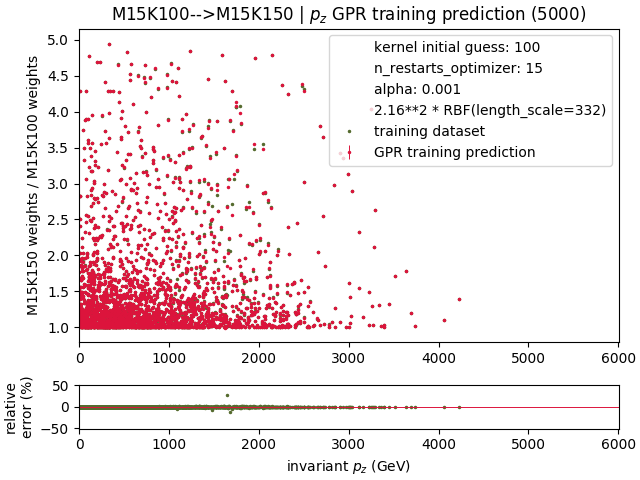 M15K100-->M15K150 | p_z GPR training prediction (5000)
M15K150 weights / M15K100 weights
5.0
4.5
4.0
3.5
3.0
2.5
2.0
1.5
1.0
kernel initial guess: 100
n_restarts_optimizer: 15
alpha: 0.001
2.16**2 * RBF(length_scale=332)
training dataset
GPR training prediction
0 1000 2000 3000 4000 5000 6000
relative
error (%)
50
0
−50
0 1000 2000 3000 4000 5000 6000
invariant p_z (GeV)